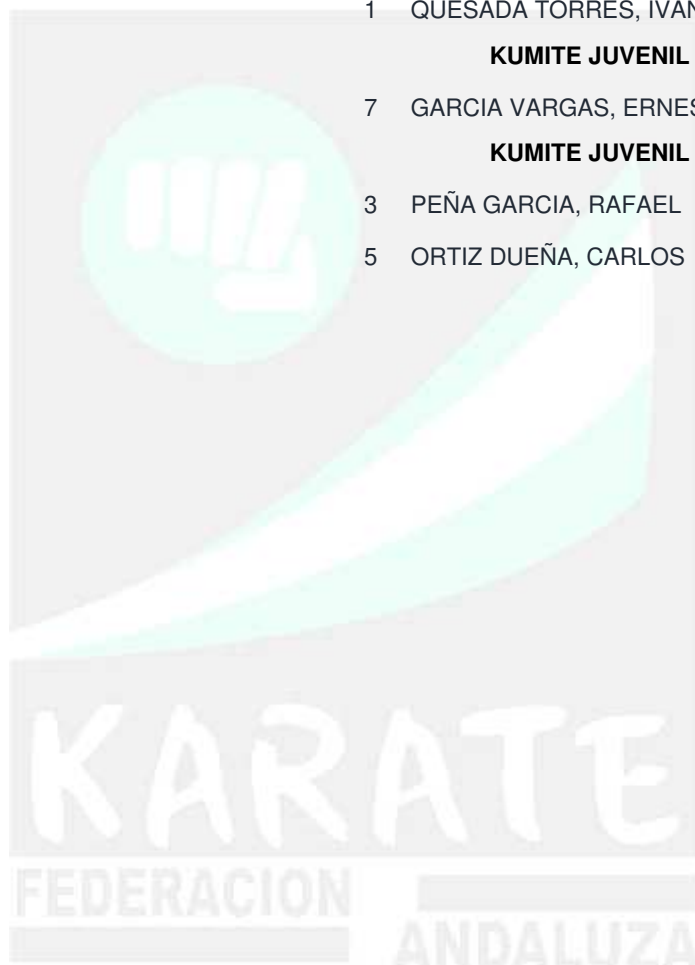 1 QUESADA TORRES, IVAN
KUMITE JUVENIL
7 GARCIA VARGAS, ERNES
KUMITE JUVENIL
3 PEÑA GARCIA, RAFAEL
5 ORTIZ DUEÑA, CARLOS
KARATE
FEDERACION
ANDALUZA